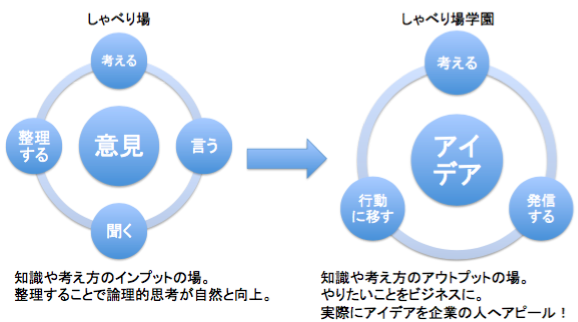 しゃべり場
考える
整理
する
意見
言う
聞く
知識や考え方のインプットの場。
整理することで論理的思考が自然と向上。
しゃべり場学園
考える
アイ
デア
行動
に移す
発信
する
知識や考え方のアウトプットの場。
やりたいことをビジネスに。
実際にアイデアを企業の人へアピール！